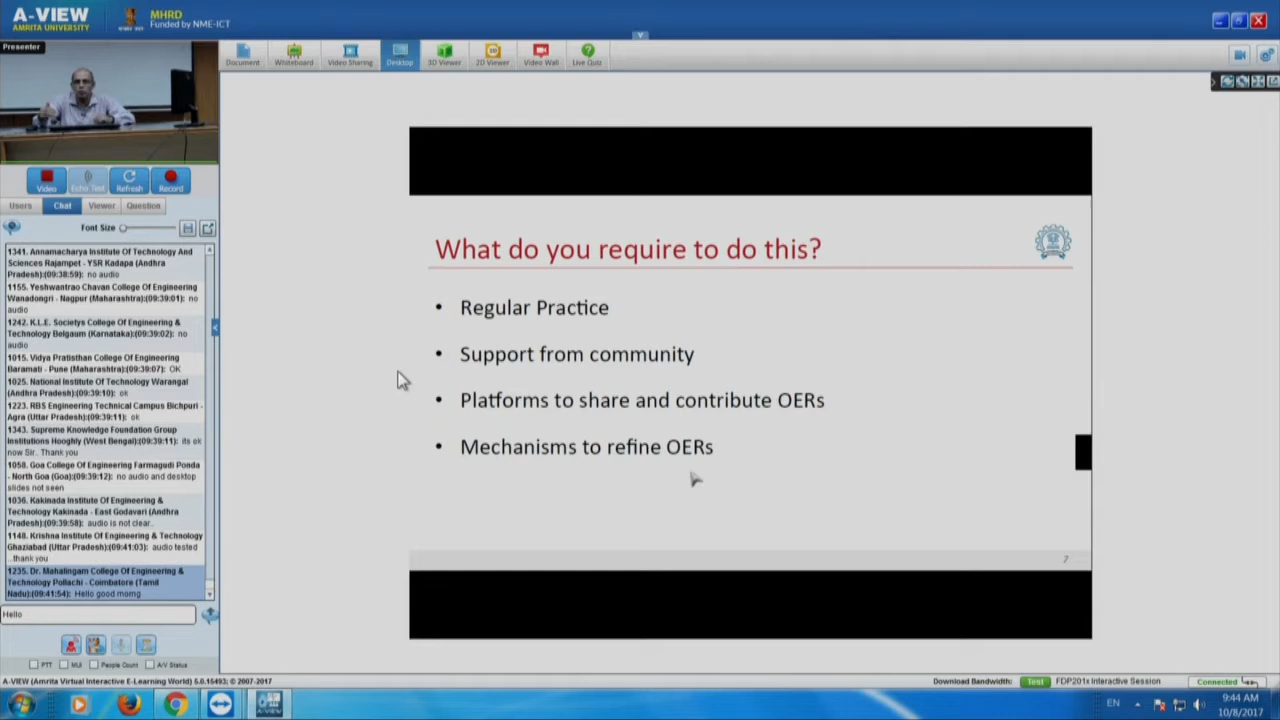 A-VIEW
AMRITA UNIVERSITY
MHRD
Funded by NME-ICT
Presenter
Document
Whiteboard
Video Sharing
Desktop
3D Viewer
2D Viewer
Video Wall
Live Quiz
Video
Echo Test
Refresh
Record
Users
Chat
Viewer
Question
Font Size
1341. Annamacharya Institute Of Technology And
Sciences Rajampet - YSR Kadapa (Andhra
Pradesh):(09:38:59): no audio
1155. Yeshwantrao Chavan College Of Engineering
Wanadongri - Nagpur (Maharashtra):(09:39:01): no
audio
1242. K.L.E. Societys College Of Engineering &
Technology Belgaum (Karnataka):(09:39:02): no
audio
1015. Vidya Pratisthan College Of Engineering
Baramati - Pune (Maharashtra):(09:39:07): OK
1025. National Institute Of Technology Warangal
(Andhra Pradesh):(09:39:10): ok
1223. RBS Engineering Technical Campus Bichpuri -
Agra (Uttar Pradesh):(09:39:11): ok
1343. Supreme Knowledge Foundation Group
Institutions Hooghly (West Bengal):(09:39:11): its ok
now Sir.. Thank you
1058. Goa College Of Engineering Farmagudi Ponda
- North Goa (Goa):(09:39:12): no audio and desktop
slides not seen
1036. Kakinada Institute Of Engineering &
Technology Kakinada - East Godavari (Andhra
Pradesh):(09:39:58): audio is not clear..
1148. Krishna Institute Of Engineering & Technology
Ghaziabad (Uttar Pradesh):(09:41:03): audio tested
..thank you
1235. Dr. Mahalingam College Of Engineering &
Technology Pollachi - Coimbatore (Tamil
Nadu):(09:41:54): Hello good morng
Hello
PTT
MUI
People Count
A/V Status
What do you require to do this?
• Regular Practice
• Support from community
• Platforms to share and contribute OERs
• Mechanisms to refine OERs
7
A-VIEW (Amrita Virtual Interactive E-Learning World) 5.0.15493; © 2007-2017
Download Bandwidth:
Test
FDP201x Interactive Session
Connected
EN
9:44 AM
10/8/2017